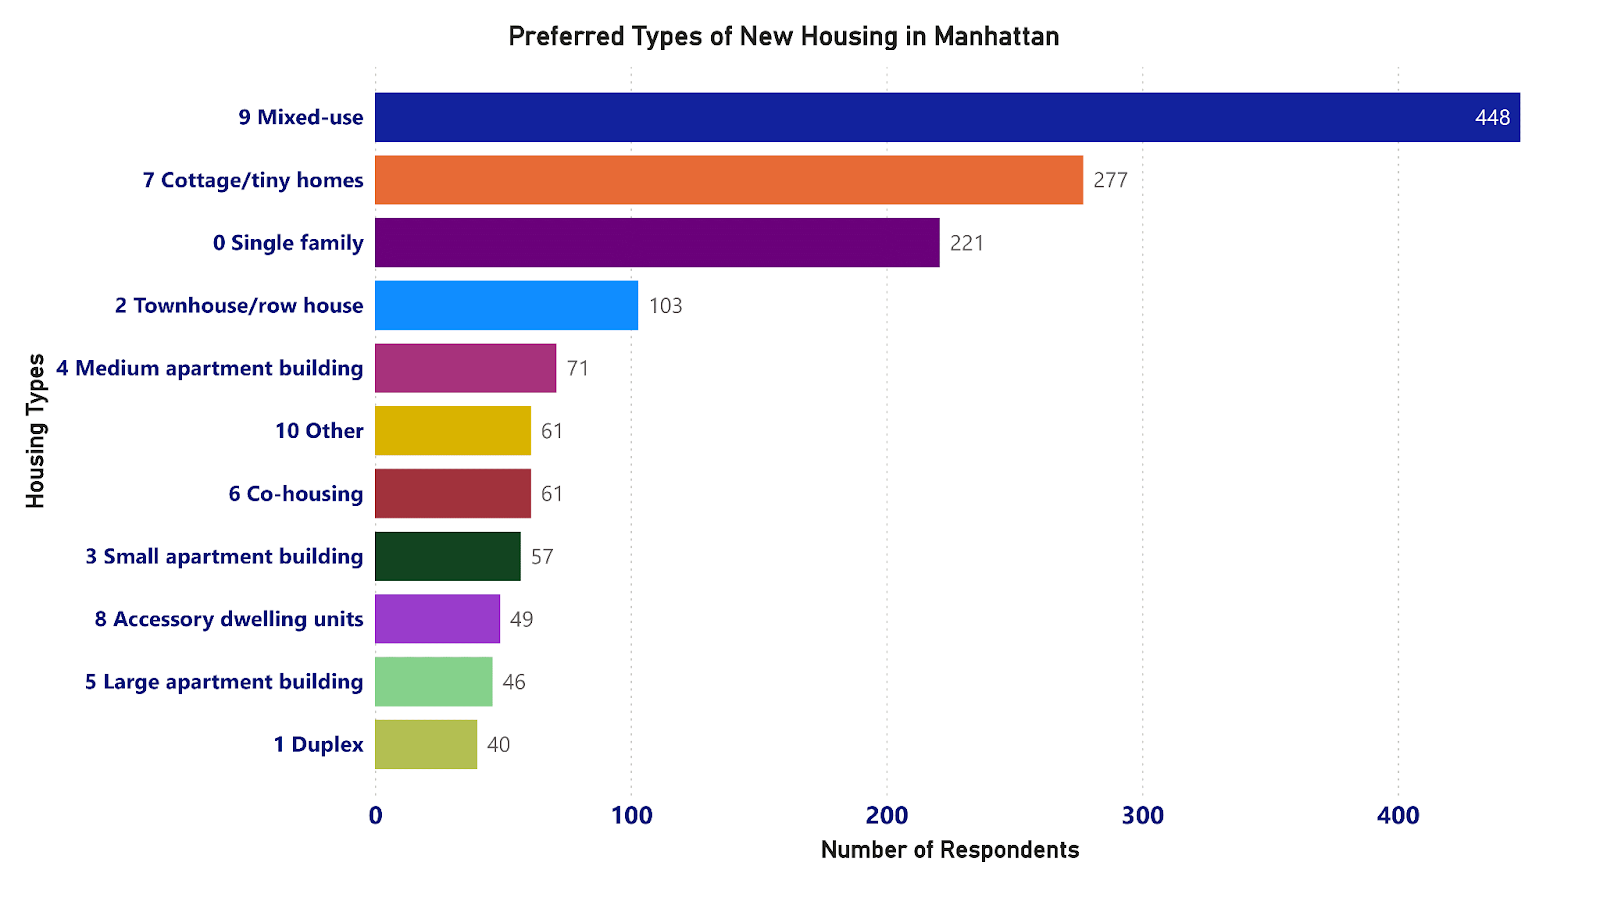 Preferred Types of New Housing in Manhattan
Housing Types
9 Mixed-use 448
7 Cottage/tiny homes 277
0 Single family 221
2 Townhouse/row house 103
4 Medium apartment building 71
10 Other 61
6 Co-housing 61
3 Small apartment building 57
8 Accessory dwelling units 49
5 Large apartment building 46
1 Duplex 40
0 100 200 300 400
Number of Respondents